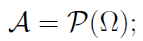 𝒜 = 𝒫(Ω);